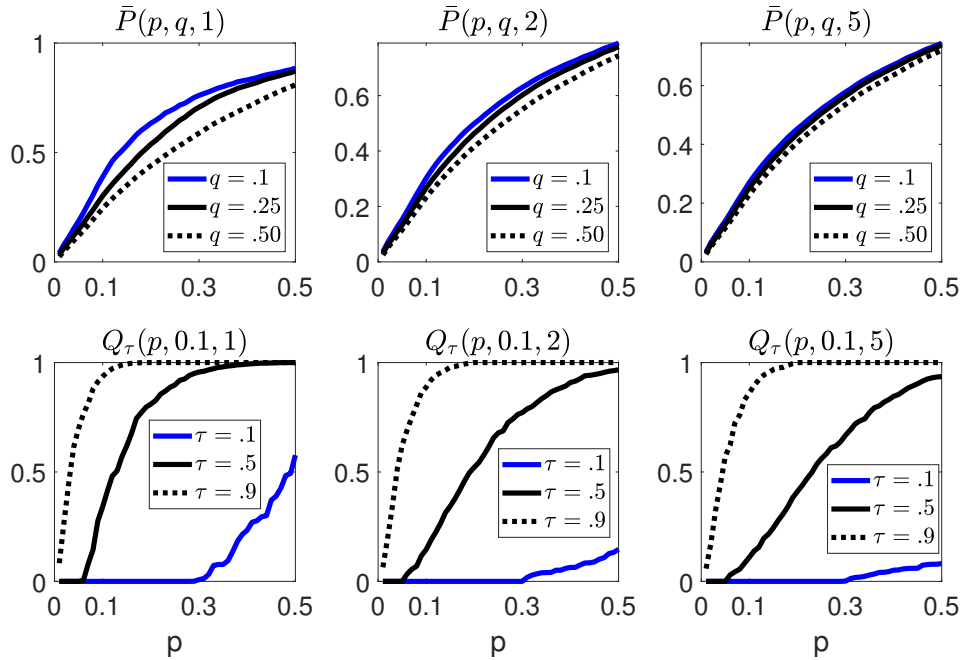 P̄(p, q, 1)
1
0.5
0
0
0.1
0.3
0.5
q = .1
q = .25
q = .50
P̄(p, q, 2)
0.6
0.4
0.2
0
0
0.1
0.3
0.5
q = .1
q = .25
q = .50
P̄(p, q, 5)
0.6
0.4
0.2
0
0
0.1
0.3
0.5
q = .1
q = .25
q = .50
Q_τ(p, 0.1, 1)
1
0.5
0
0
0.1
0.3
0.5
τ = .1
τ = .5
τ = .9
p
Q_τ(p, 0.1, 2)
1
0.5
0
0
0.1
0.3
0.5
τ = .1
τ = .5
τ = .9
p
Q_τ(p, 0.1, 5)
1
0.5
0
0
0.1
0.3
0.5
τ = .1
τ = .5
τ = .9
p